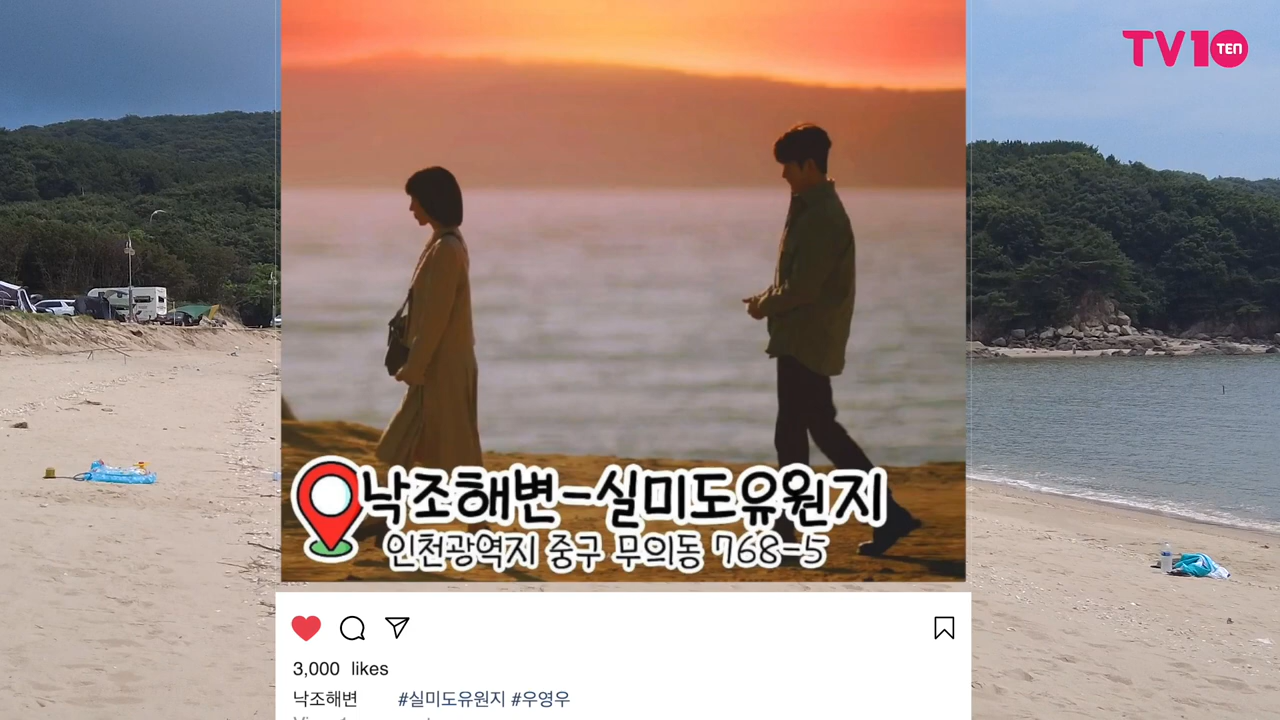 TV10 TEN
낙조해변-실미도유원지
인천광역지 중구 무의동 768-5
3,000 likes
낙조해변 #실미도유원지 #우영우